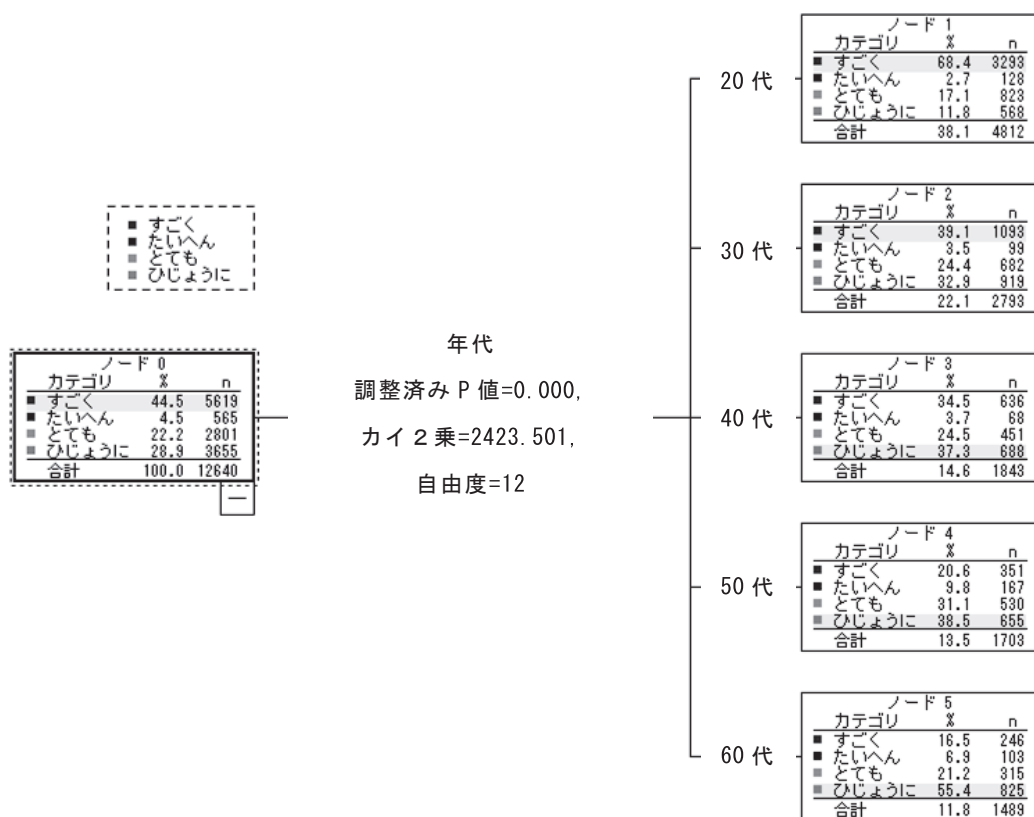 すごく
たいへん
とても
ひじょうに
ノード 0
カテゴリ % n
すごく 44.5 5619
たいへん 4.5 565
とても 22.2 2801
ひじょうに 28.9 3655
合計 100.0 12640
年代
調整済み P 値=0.000,
カイ2乗=2423.501,
自由度=12
20 代
ノード 1
カテゴリ % n
すごく 68.4 3293
たいへん 2.7 128
とても 17.1 823
ひじょうに 11.8 568
合計 38.1 4812
30 代
ノード 2
カテゴリ % n
すごく 39.1 1093
たいへん 3.5 99
とても 24.4 682
ひじょうに 32.9 919
合計 22.1 2793
40 代
ノード 3
カテゴリ % n
すごく 34.5 636
たいへん 3.7 68
とても 24.5 451
ひじょうに 37.3 688
合計 14.6 1843
50 代
ノード 4
カテゴリ % n
すごく 20.6 351
たいへん 9.8 167
とても 31.1 530
ひじょうに 38.5 655
合計 13.5 1703
60 代
ノード 5
カテゴリ % n
すごく 16.5 246
たいへん 6.9 103
とても 21.2 315
ひじょうに 55.4 825
合計 11.8 1489